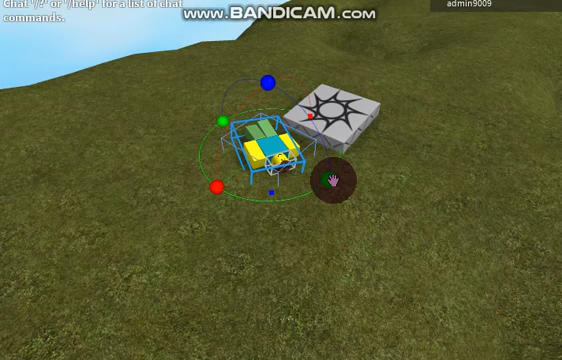 Chat '/?' or '/help' for a list of chat
commands.
www.BANDICAM.com
admin9009